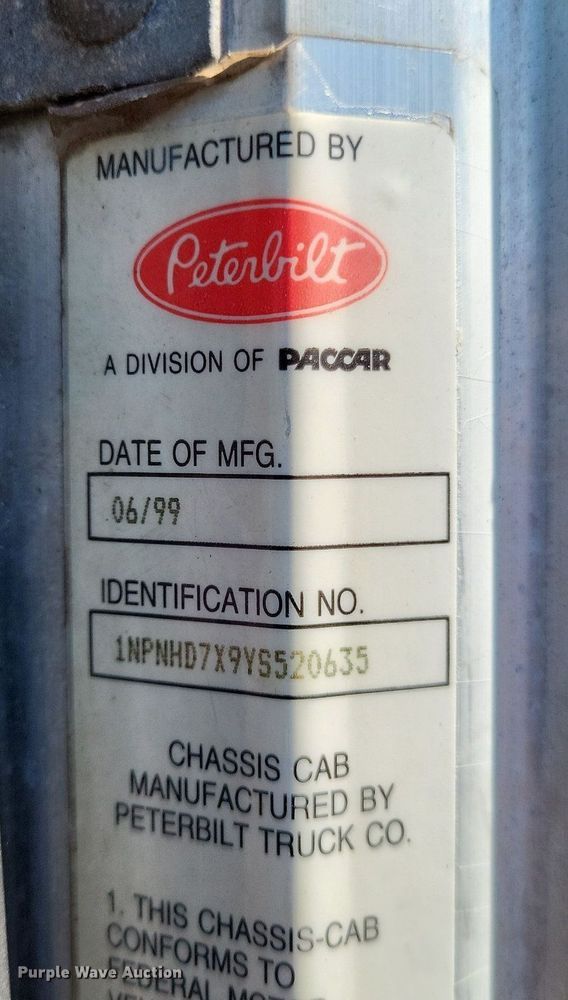 MANUFACTURED BY
Peterbilt
A DIVISION OF PACCAR
DATE OF MFG.
06/99
IDENTIFICATION NO.
1NPNHD7X9YS520635
CHASSIS CAB
MANUFACTURED BY
PETERBILT TRUCK CO.
1. THIS CHASSIS-CAB
CONFORMS TO
FEDERAL
Purple Wave Auction